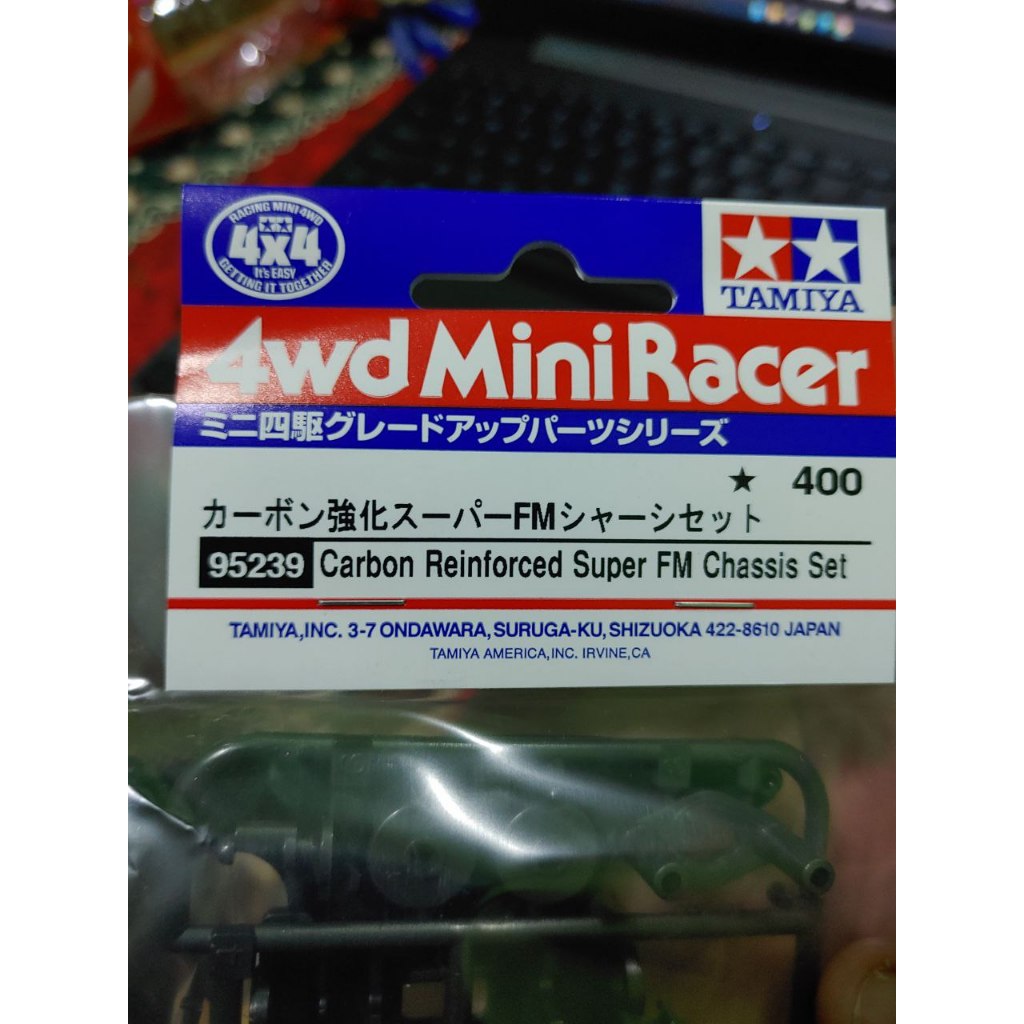 RACING MINI 4WD
4x4
It's EASY
GETTING IT TOGETHER
TAMIYA
4wd Mini Racer
ミニ四駆グレードアップパーツシリーズ
★ 400
カーボン強化スーパーFMシャーシセット
95239 Carbon Reinforced Super FM Chassis Set
TAMIYA,INC. 3-7 ONDAWARA, SURUGA-KU, SHIZUOKA 422-8610 JAPAN
TAMIYA AMERICA,INC. IRVINE,CA